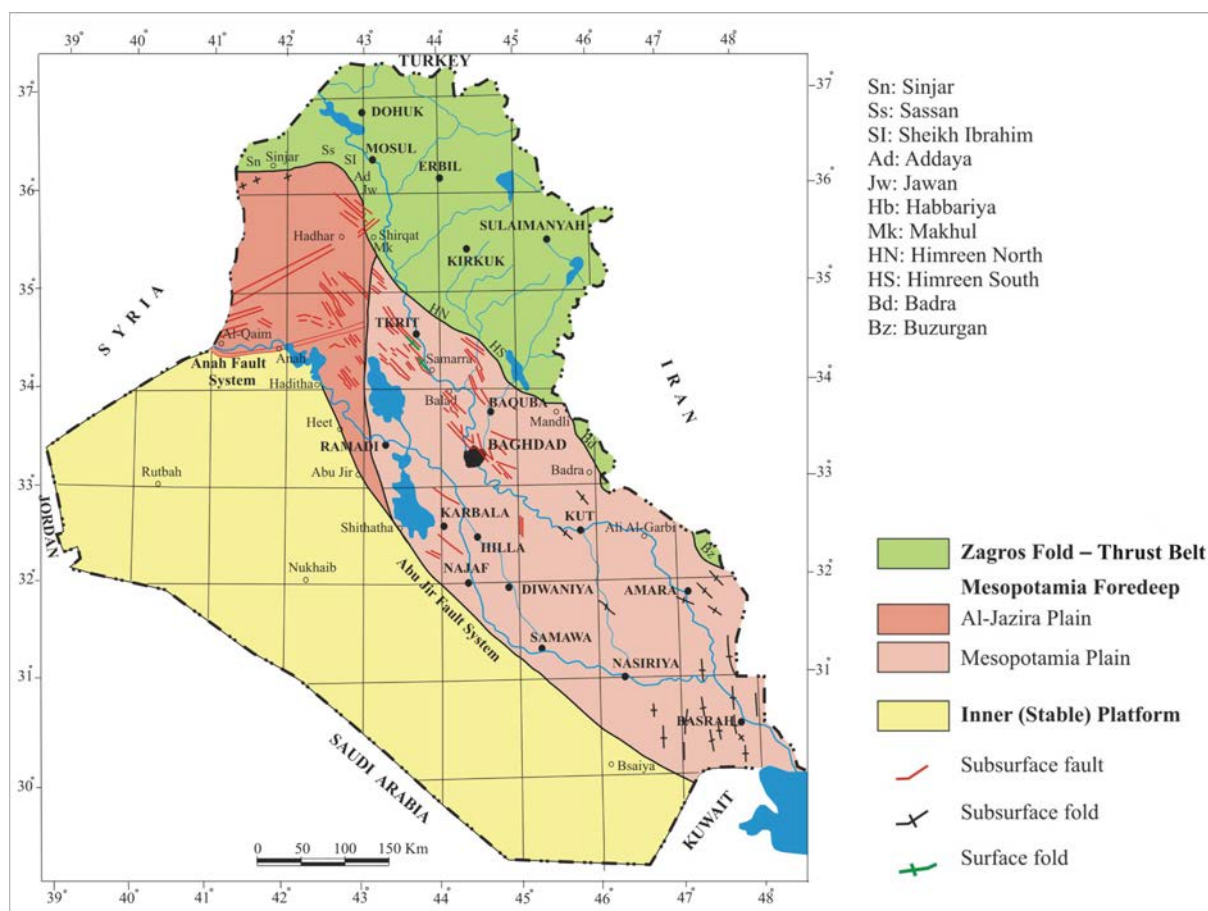 39° 40° 41° 42° 43° 44° 45° 46° 47° 48°
TURKEY
37° 37°
DOHUK
MOSUL
Sn Sinjar Ss SI
Ad
Jw
ERBIL
36° 36°
SULAIMANYAH
Hadhar
Shirqat
Mk
KIRKUK
35° 35°
SYRIA
HN
TKRIT
HS
Al-Qaim
Anah
Anah Fault
System
Samarra
34° 34°
Haditha
Balad
BAQUBA
Mandli
IRAN
Heet
RAMADI
BAGHDAD
Bd
Rutbah
Abu Jir
Badra
33° 33°
JORDAN
Shithatha
KARBALA
KUT
Ali Al-Garbi
HILLA
Bz
Nukhaib
NAJAF
32° 32°
DIWANIYA
AMARA
Abu Jir Fault System
SAMAWA
NASIRIYA
31° 31°
BASRAH
SAUDI ARABIA
Bsaiya
30°
KUWAIT
0 50 100 150 Km
39° 40° 41° 42° 43° 44° 45° 46° 47° 48°
Sn: Sinjar
Ss: Sassan
SI: Sheikh Ibrahim
Ad: Addaya
Jw: Jawan
Hb: Habbariya
Mk: Makhul
HN: Himreen North
HS: Himreen South
Bd: Badra
Bz: Buzurgan
Zagros Fold – Thrust Belt
Mesopotamia Foredeep
Al-Jazira Plain
Mesopotamia Plain
Inner (Stable) Platform
Subsurface fault
Subsurface fold
Surface fold